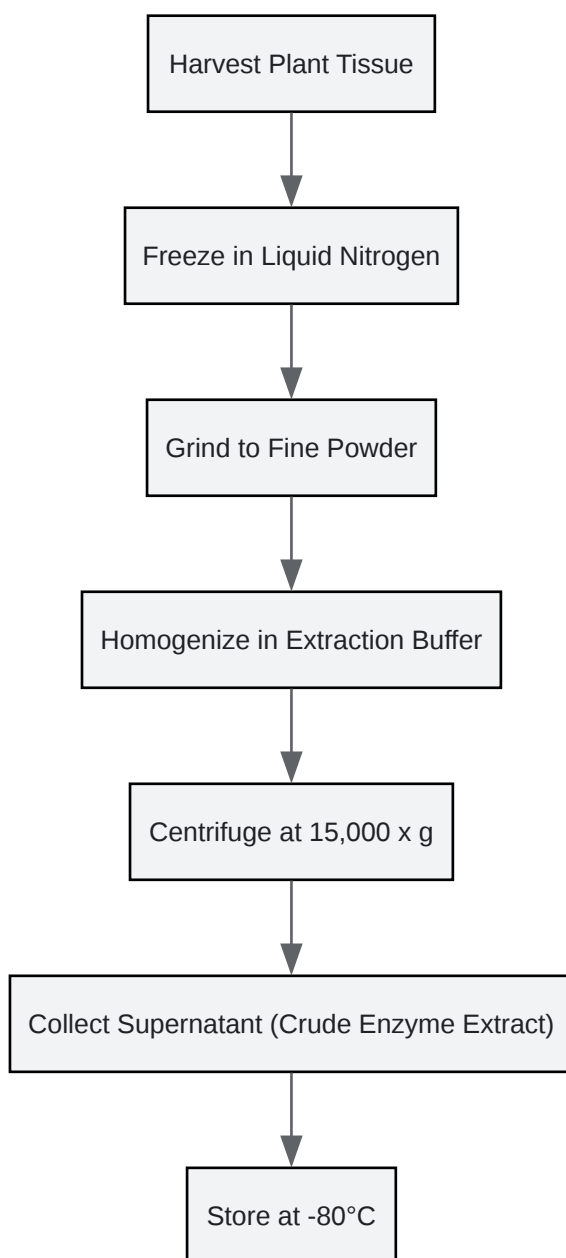 Harvest Plant Tissue
Freeze in Liquid Nitrogen
Grind to Fine Powder
Homogenize in Extraction Buffer
Centrifuge at 15,000 x g
Collect Supernatant (Crude Enzyme Extract)
Store at -80°C